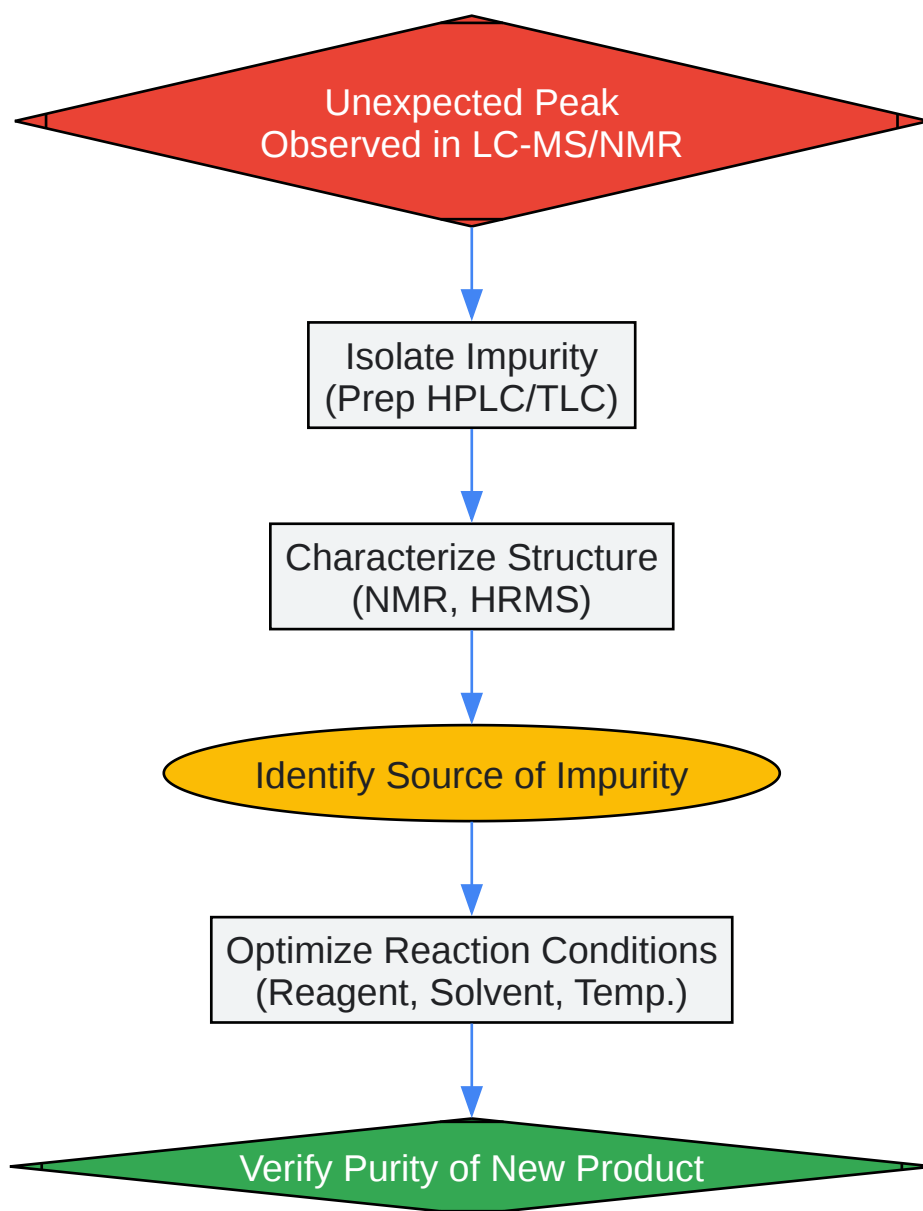 Unexpected Peak
Observed in LC-MS/NMR
Isolate Impurity
(Prep HPLC/TLC)
Characterize Structure
(NMR, HRMS)
Identify Source of Impurity
Optimize Reaction Conditions
(Reagent, Solvent, Temp.)
Verify Purity of New Product